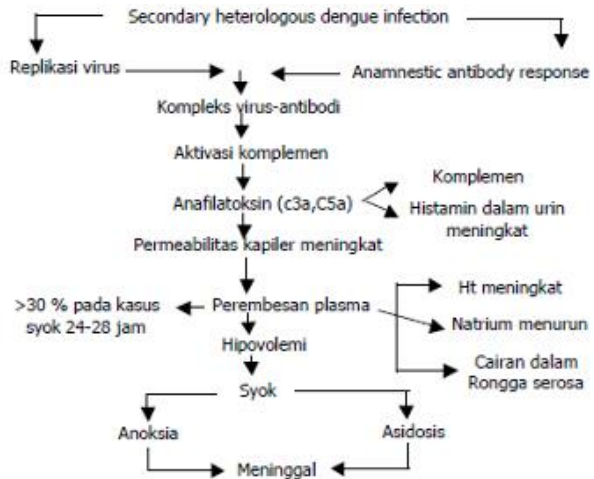 Secondary heterologous dengue infection
Replikasi virus
Anamnestic antibody response
Kompleks virus-antibodi
Aktivasi komplemen
Anafilatoksin (c3a,C5a)
Komplemen
Histamin dalam urin
meningkat
Permeabilitas kapiler meningkat
>30 % pada kasus
syok 24-28 jam
Perembesan plasma
Ht meningkat
Natrium menurun
Cairan dalam
Rongga serosa
Hipovolemi
Syok
Anoksia
Asidosis
Meninggal